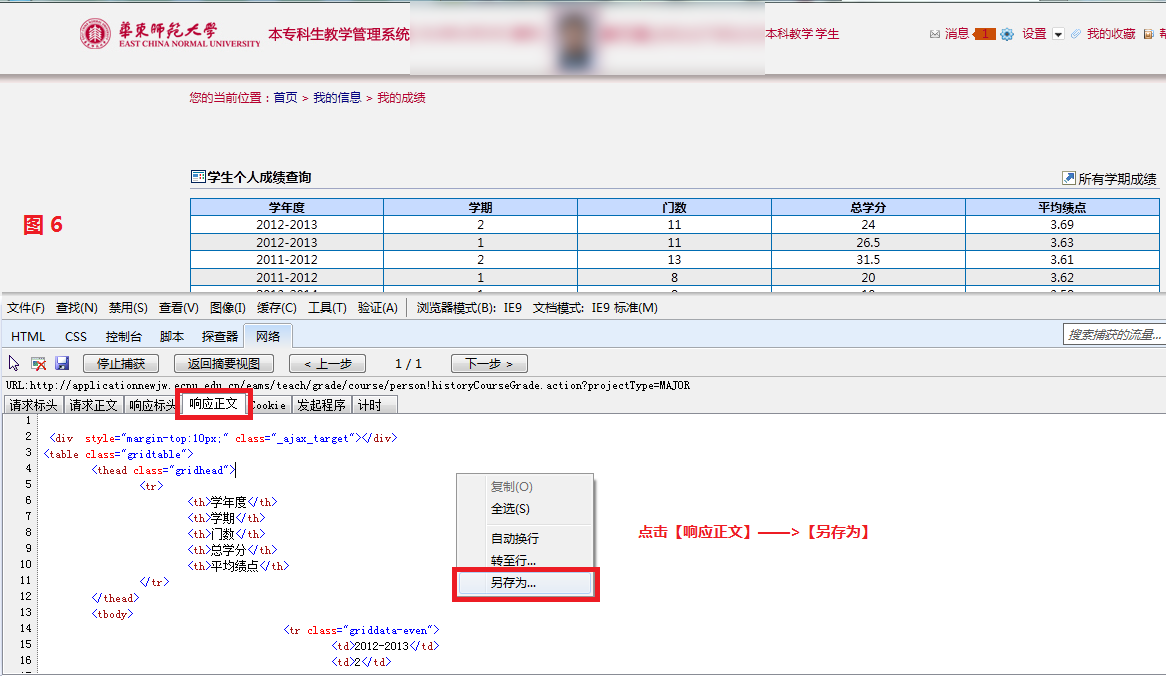 華東師範大學
EAST CHINA NORMAL UNIVERSITY
本专科生教学管理系统
本科教学 学生
消息 1 设置 我的收藏
您的当前位置：首页 > 我的信息 > 我的成绩
学生个人成绩查询
所有学期成绩
图 6
学年度 学期 门数 总学分 平均绩点
2012-2013 2 11 24 3.69
2012-2013 1 11 26.5 3.63
2011-2012 2 13 31.5 3.61
2011-2012 1 8 20 3.62
文件(F) 查找(N) 禁用(S) 查看(V) 图像(I) 缓存(C) 工具(T) 验证(A) 浏览器模式(B): IE9 文档模式: IE9 标准(M)
HTML CSS 控制台 脚本 探查器 网络
搜索捕获的流量...
停止捕获 返回摘要视图 < 上一步 1 / 1 下一步 >
URL:http://applicationnewjw.ecnu.edu.cn/eams/teach/grade/course/person!historyCourseGrade.action?projectType=MAJOR
请求标头 请求正文 响应标头 响应正文 Cookie 发起程序 计时
1
2 <div style="margin-top:10px;" class="_ajax_target"></div>
3 <table class="gridtable">
4 <thead class="gridhead">
5 <tr>
6 <th>学年度</th>
7 <th>学期</th>
8 <th>门数</th>
9 <th>总学分</th>
10 <th>平均绩点</th>
11 </tr>
12 </thead>
13 <tbody>
14 <tr class="griddata-even">
15 <td>2012-2013</td>
16 <td>2</td>
复制(O)
全选(S)
自动换行
转至行...
另存为...
点击【响应正文】——>【另存为】